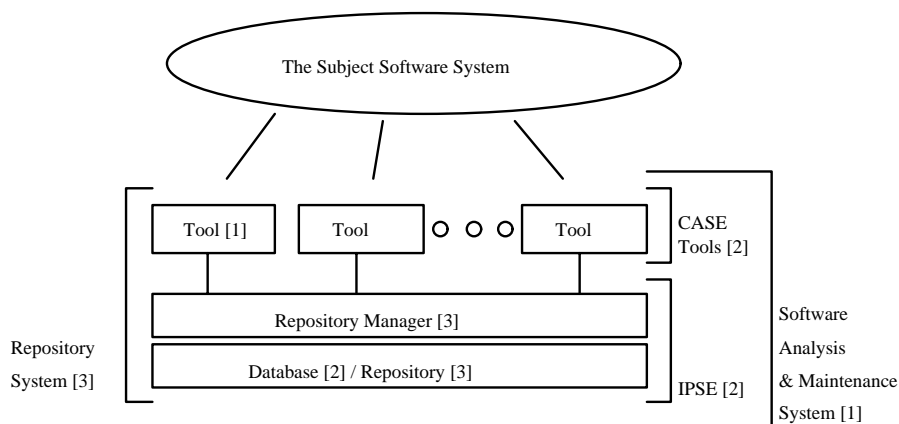 The Subject Software System
Tool [1]
Tool
Tool
CASE
Tools [2]
Repository Manager [3]
Database [2] / Repository [3]
Repository
System [3]
IPSE [2]
Software
Analysis
& Maintenance
System [1]